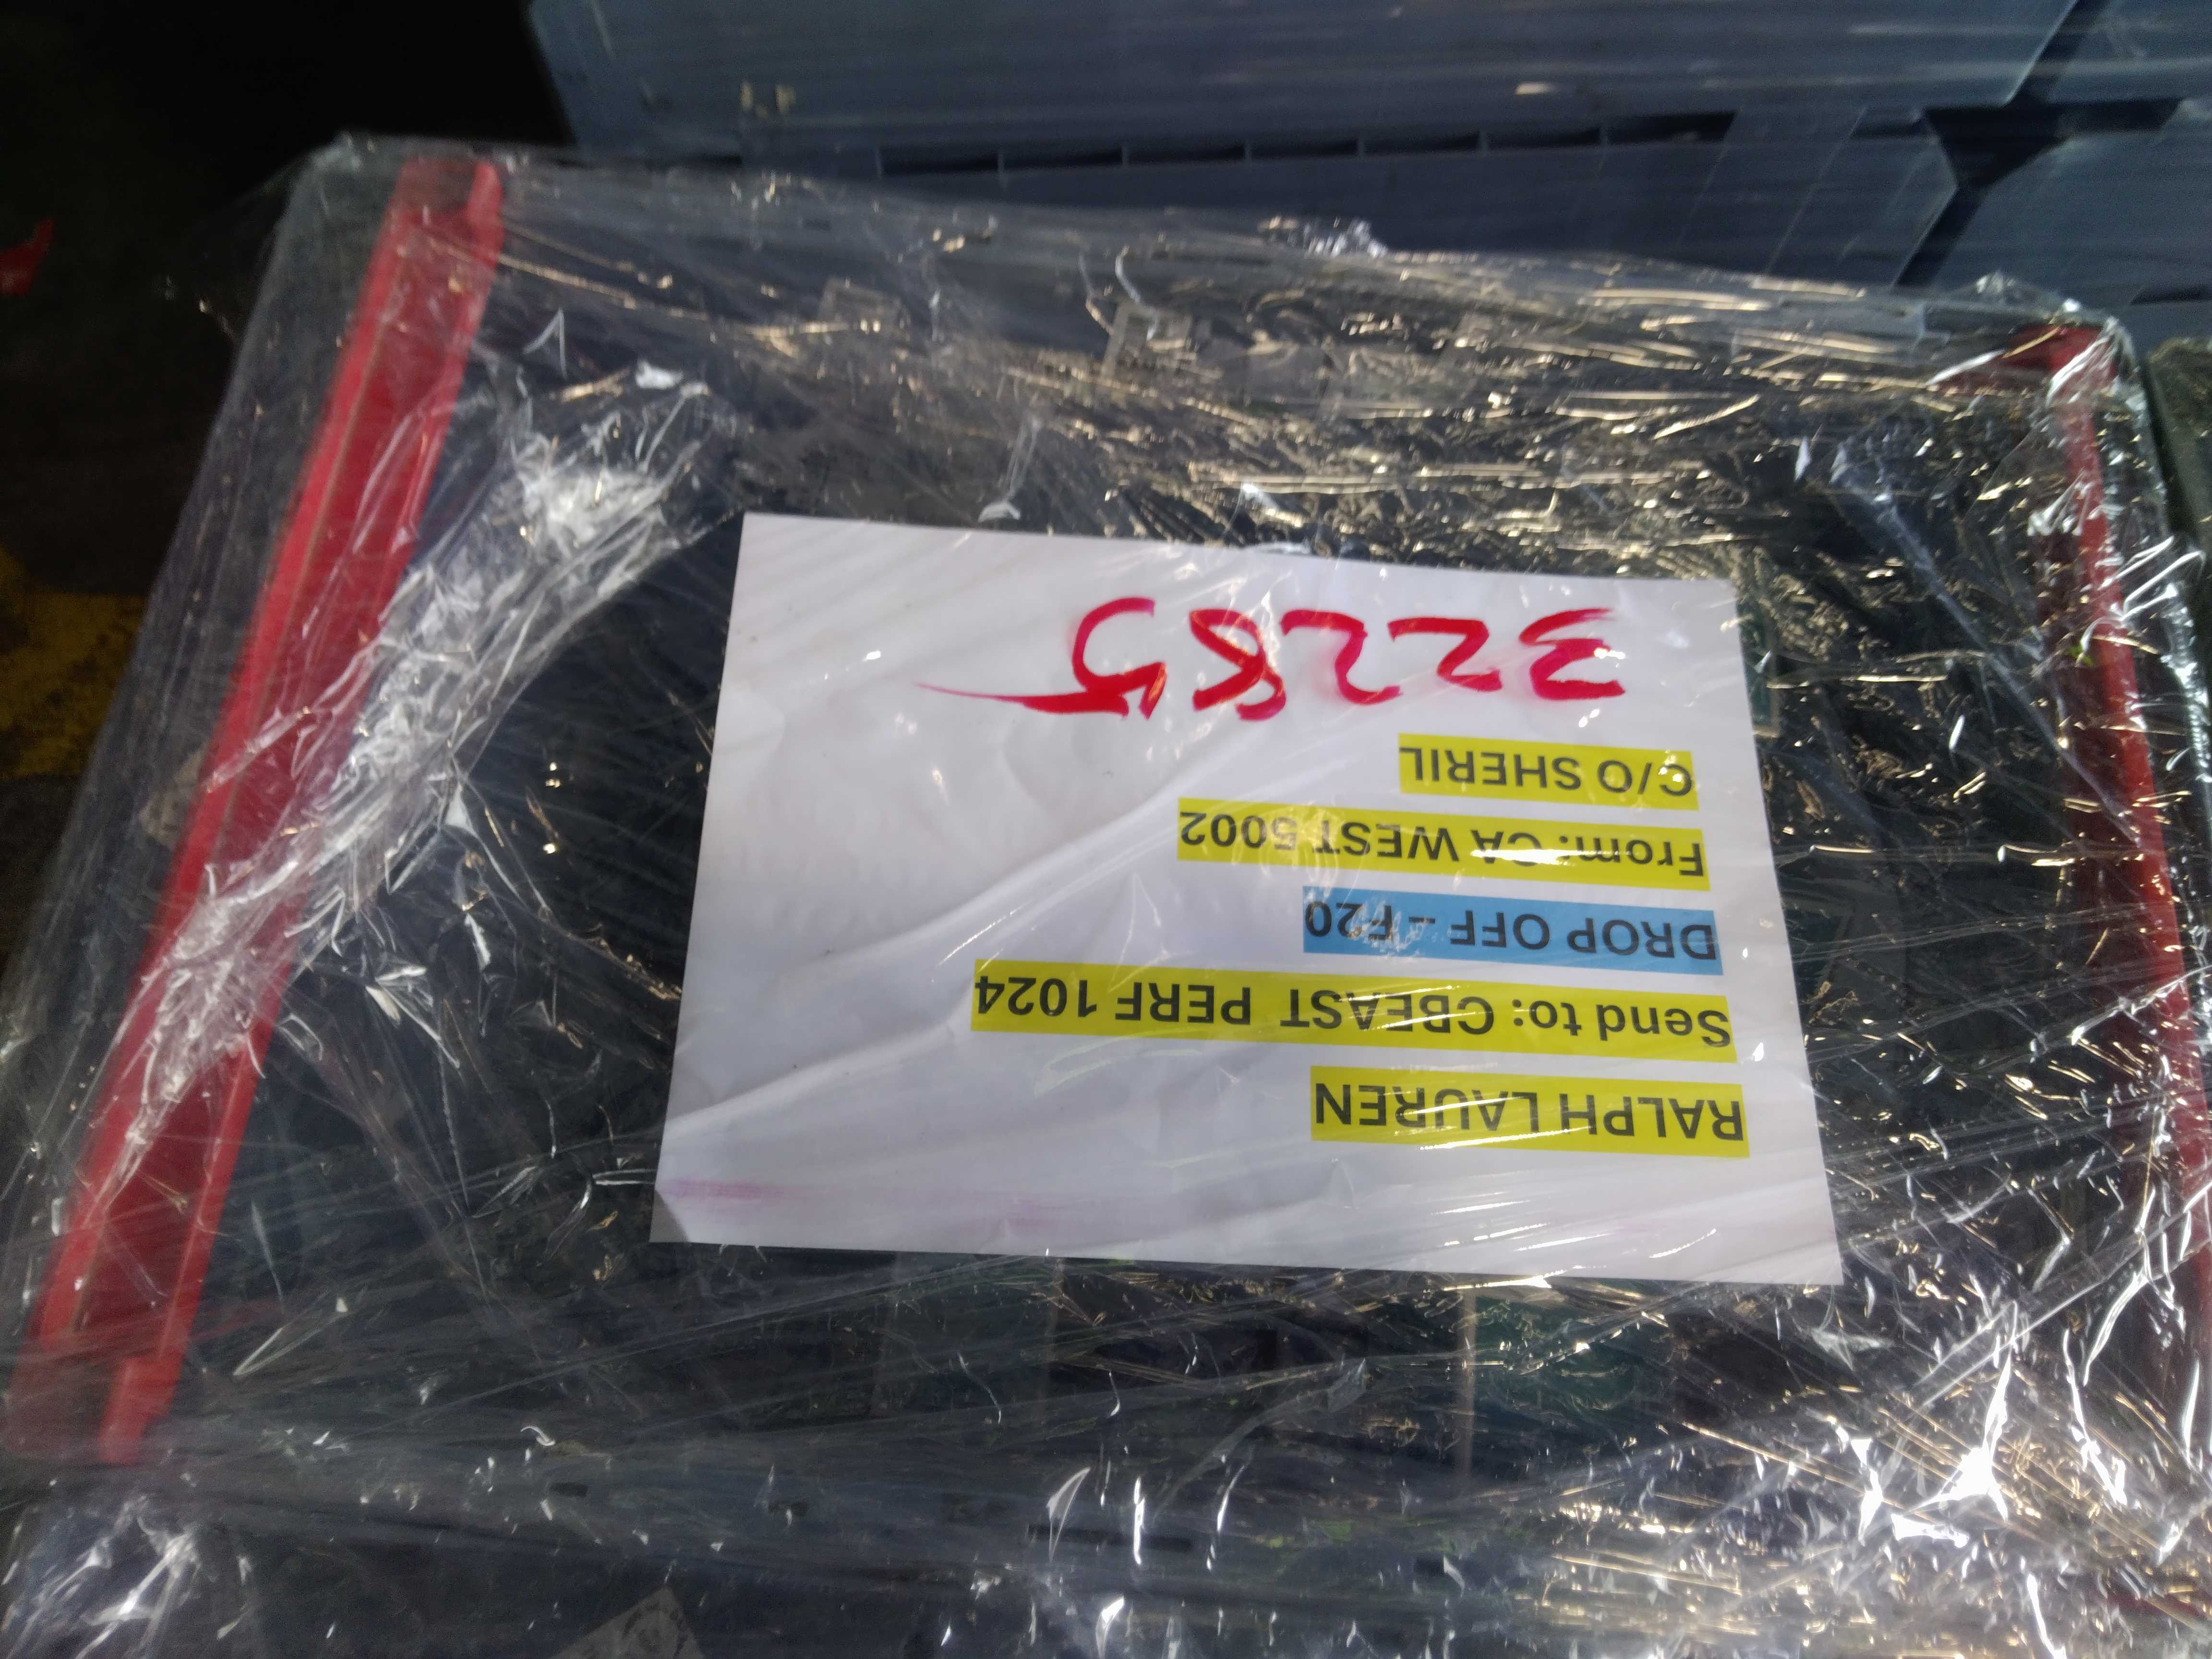 RALPH LAUREN
Send to: CBEAST PERF 1024
DROP OFF - F20
From: CA WEST 5002
C/O SHERIL
32285